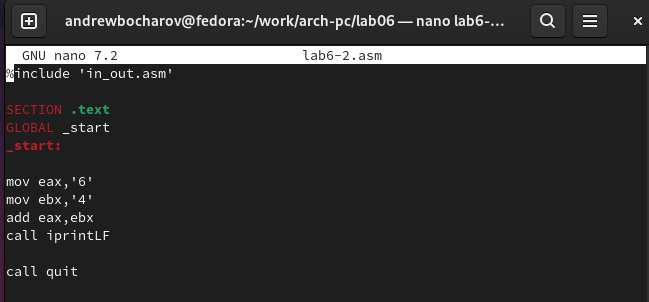 andrewbocharov@fedora:~/work/arch-pc/lab06 — nano lab6-...
GNU nano 7.2 lab6-2.asm
%include 'in_out.asm'
SECTION .text
GLOBAL _start
_start:
mov eax,'6'
mov ebx,'4'
add eax,ebx
call iprintLF
call quit